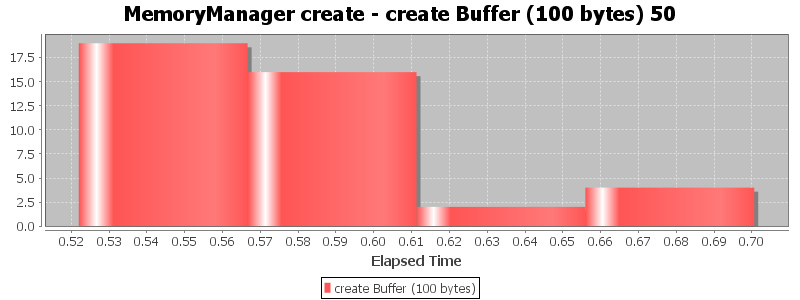 MemoryManager create - create Buffer (100 bytes) 50
17.5
15.0
12.5
10.0
7.5
5.0
2.5
0.0
0.52 0.53 0.54 0.55 0.56 0.57 0.58 0.59 0.60 0.61 0.62 0.63 0.64 0.65 0.66 0.67 0.68 0.69 0.70
Elapsed Time
create Buffer (100 bytes)